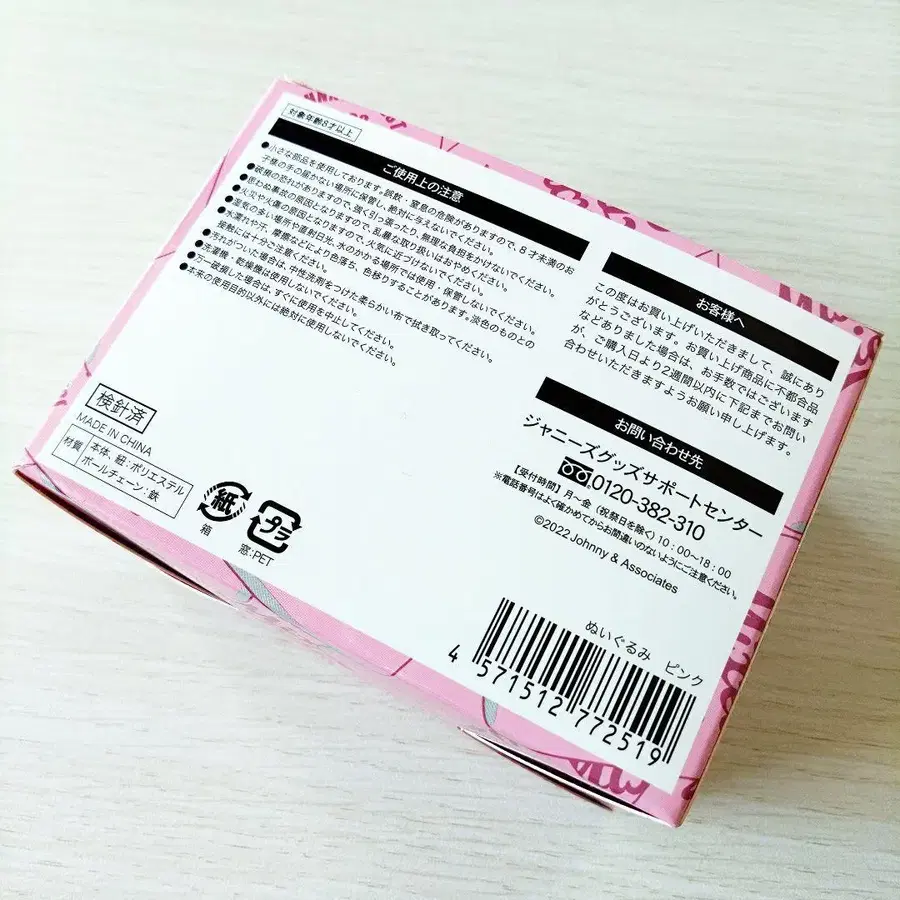 対象年齢8才以上
ご使用上の注意
●小さな部品を使用しております。誤飲・窒息の危険がありますので、8才未満のお
子様の手の届かない場所に保管し、絶対に与えないでください。
●破損の恐れがありますので、強く引っ張ったり、無理な負担をかけないでください。
●思わぬ事故の原因となりますので、乱暴な取り扱いはおやめください。
●火災や火傷の原因となりますので、火気に近づけないでください。
●湿気の多い場所や直射日光、水のかかる場所では使用・保管しないでください。
●水濡れや汗、摩擦などにより色落ち、色移りすることがあります。淡色のものとの
接触には十分ご注意ください。
●汚れがついた場合は、中性洗剤をつけた柔らかい布で拭き取ってください。
●洗濯機、乾燥機は使用しないでください。
●万一破損した場合は、すぐに使用を中止してください。
●本来の使用目的以外には絶対に使用しないでください。
検針済
MADE IN CHINA
材質
本体、紐:ポリエステル
ボールチェーン:鉄
紙
箱
プラ
窓:PET
お客様へ
この度はお買い上げいただきまして、誠にあり
がとうございます。お買い上げ商品に不都合品
などありました場合は、お手数ではございます
が、ご購入日より2週間以内に下記までお問い
合わせいただきますようお願い申し上げます。
お問い合わせ先
ジャニーズグッズサポートセンター
0120-382-310
【受付時間】月〜金(祝祭日を除く)10:00〜18:00
※電話番号はよく確かめてからお間違いのないようにご注意ください。
©2022 Johnny & Associates
ぬいぐるみ ピンク
4 571512 772519